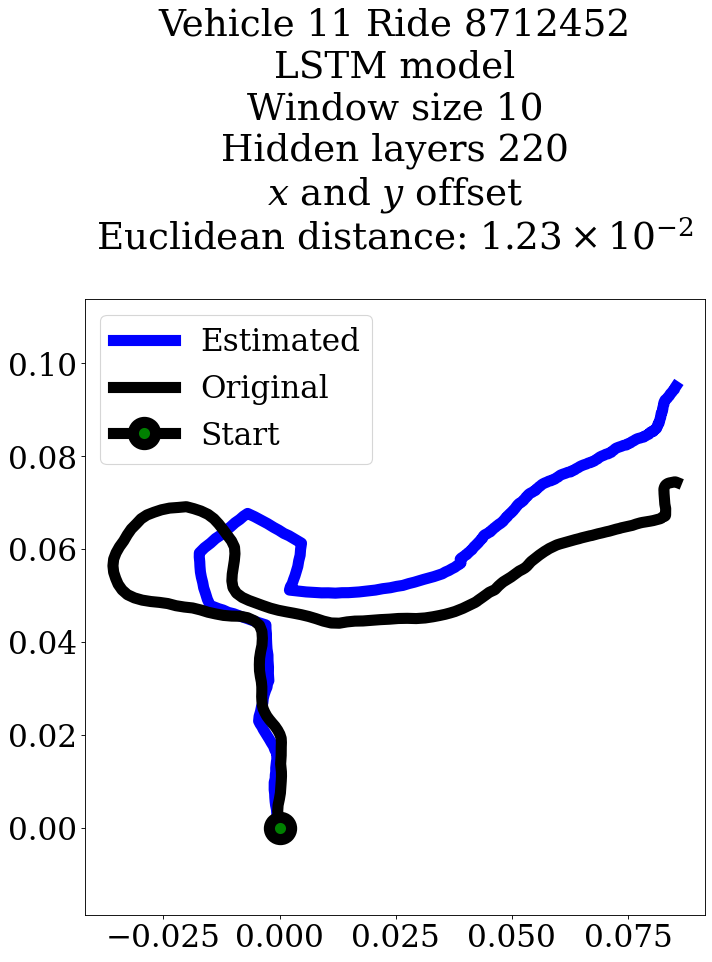 Vehicle 11 Ride 8712452
LSTM model
Window size 10
Hidden layers 220
x and y offset
Euclidean distance: 1.23 × 10⁻²
Estimated
Original
Start
0.10
0.08
0.06
0.04
0.02
0.00
−0.025 0.000 0.025 0.050 0.075